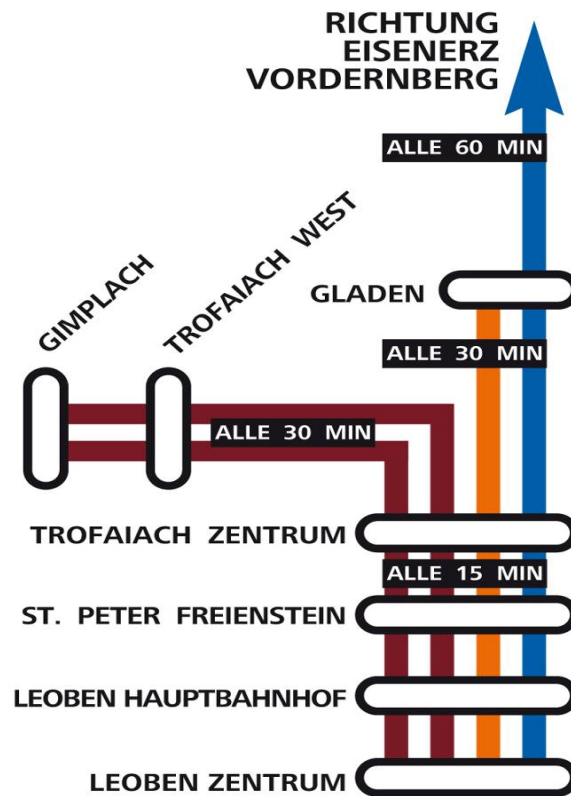 RICHTUNG
EISENERZ
VORDERNBERG
ALLE 60 MIN
GIMPLACH
TROFAIACH WEST
GLADEN
ALLE 30 MIN
ALLE 30 MIN
TROFAIACH ZENTRUM
ALLE 15 MIN
ST. PETER FREIENSTEIN
LEOBEN HAUPTBAHNHOF
LEOBEN ZENTRUM